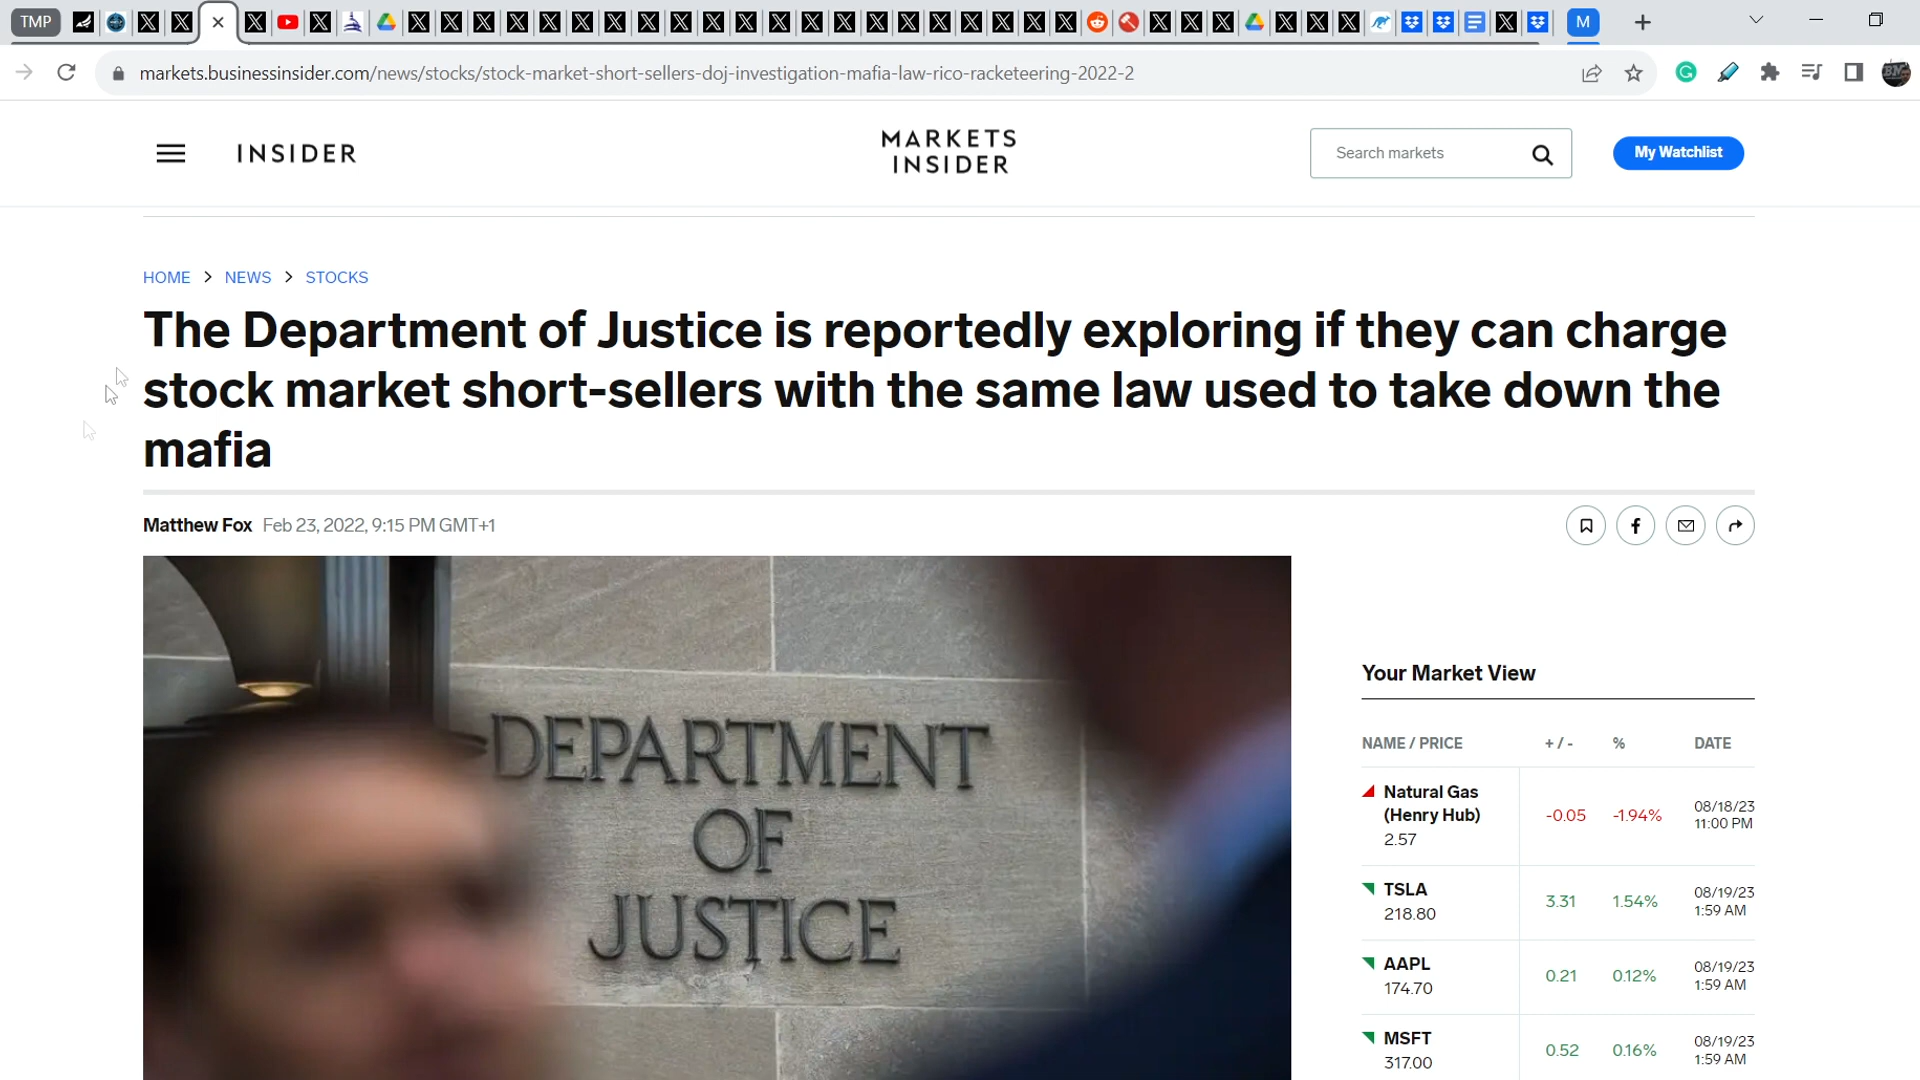 TMP
M
markets.businessinsider.com/news/stocks/stock-market-short-sellers-doj-investigation-mafia-law-rico-racketeering-2022-2
INSIDER
MARKETS
INSIDER
Search markets
My Watchlist
HOME > NEWS > STOCKS
The Department of Justice is reportedly exploring if they can charge
stock market short-sellers with the same law used to take down the
mafia
Matthew Fox Feb 23, 2022, 9:15 PM GMT+1
DEPARTMENT
OF
JUSTICE
Your Market View
NAME / PRICE + / - % DATE
Natural Gas
(Henry Hub)
2.57
-0.05 -1.94% 08/18/23
11:00 PM
TSLA
218.80
3.31 1.54% 08/19/23
1:59 AM
AAPL
174.70
0.21 0.12% 08/19/23
1:59 AM
MSFT
317.00
0.52 0.16% 08/19/23
1:59 AM